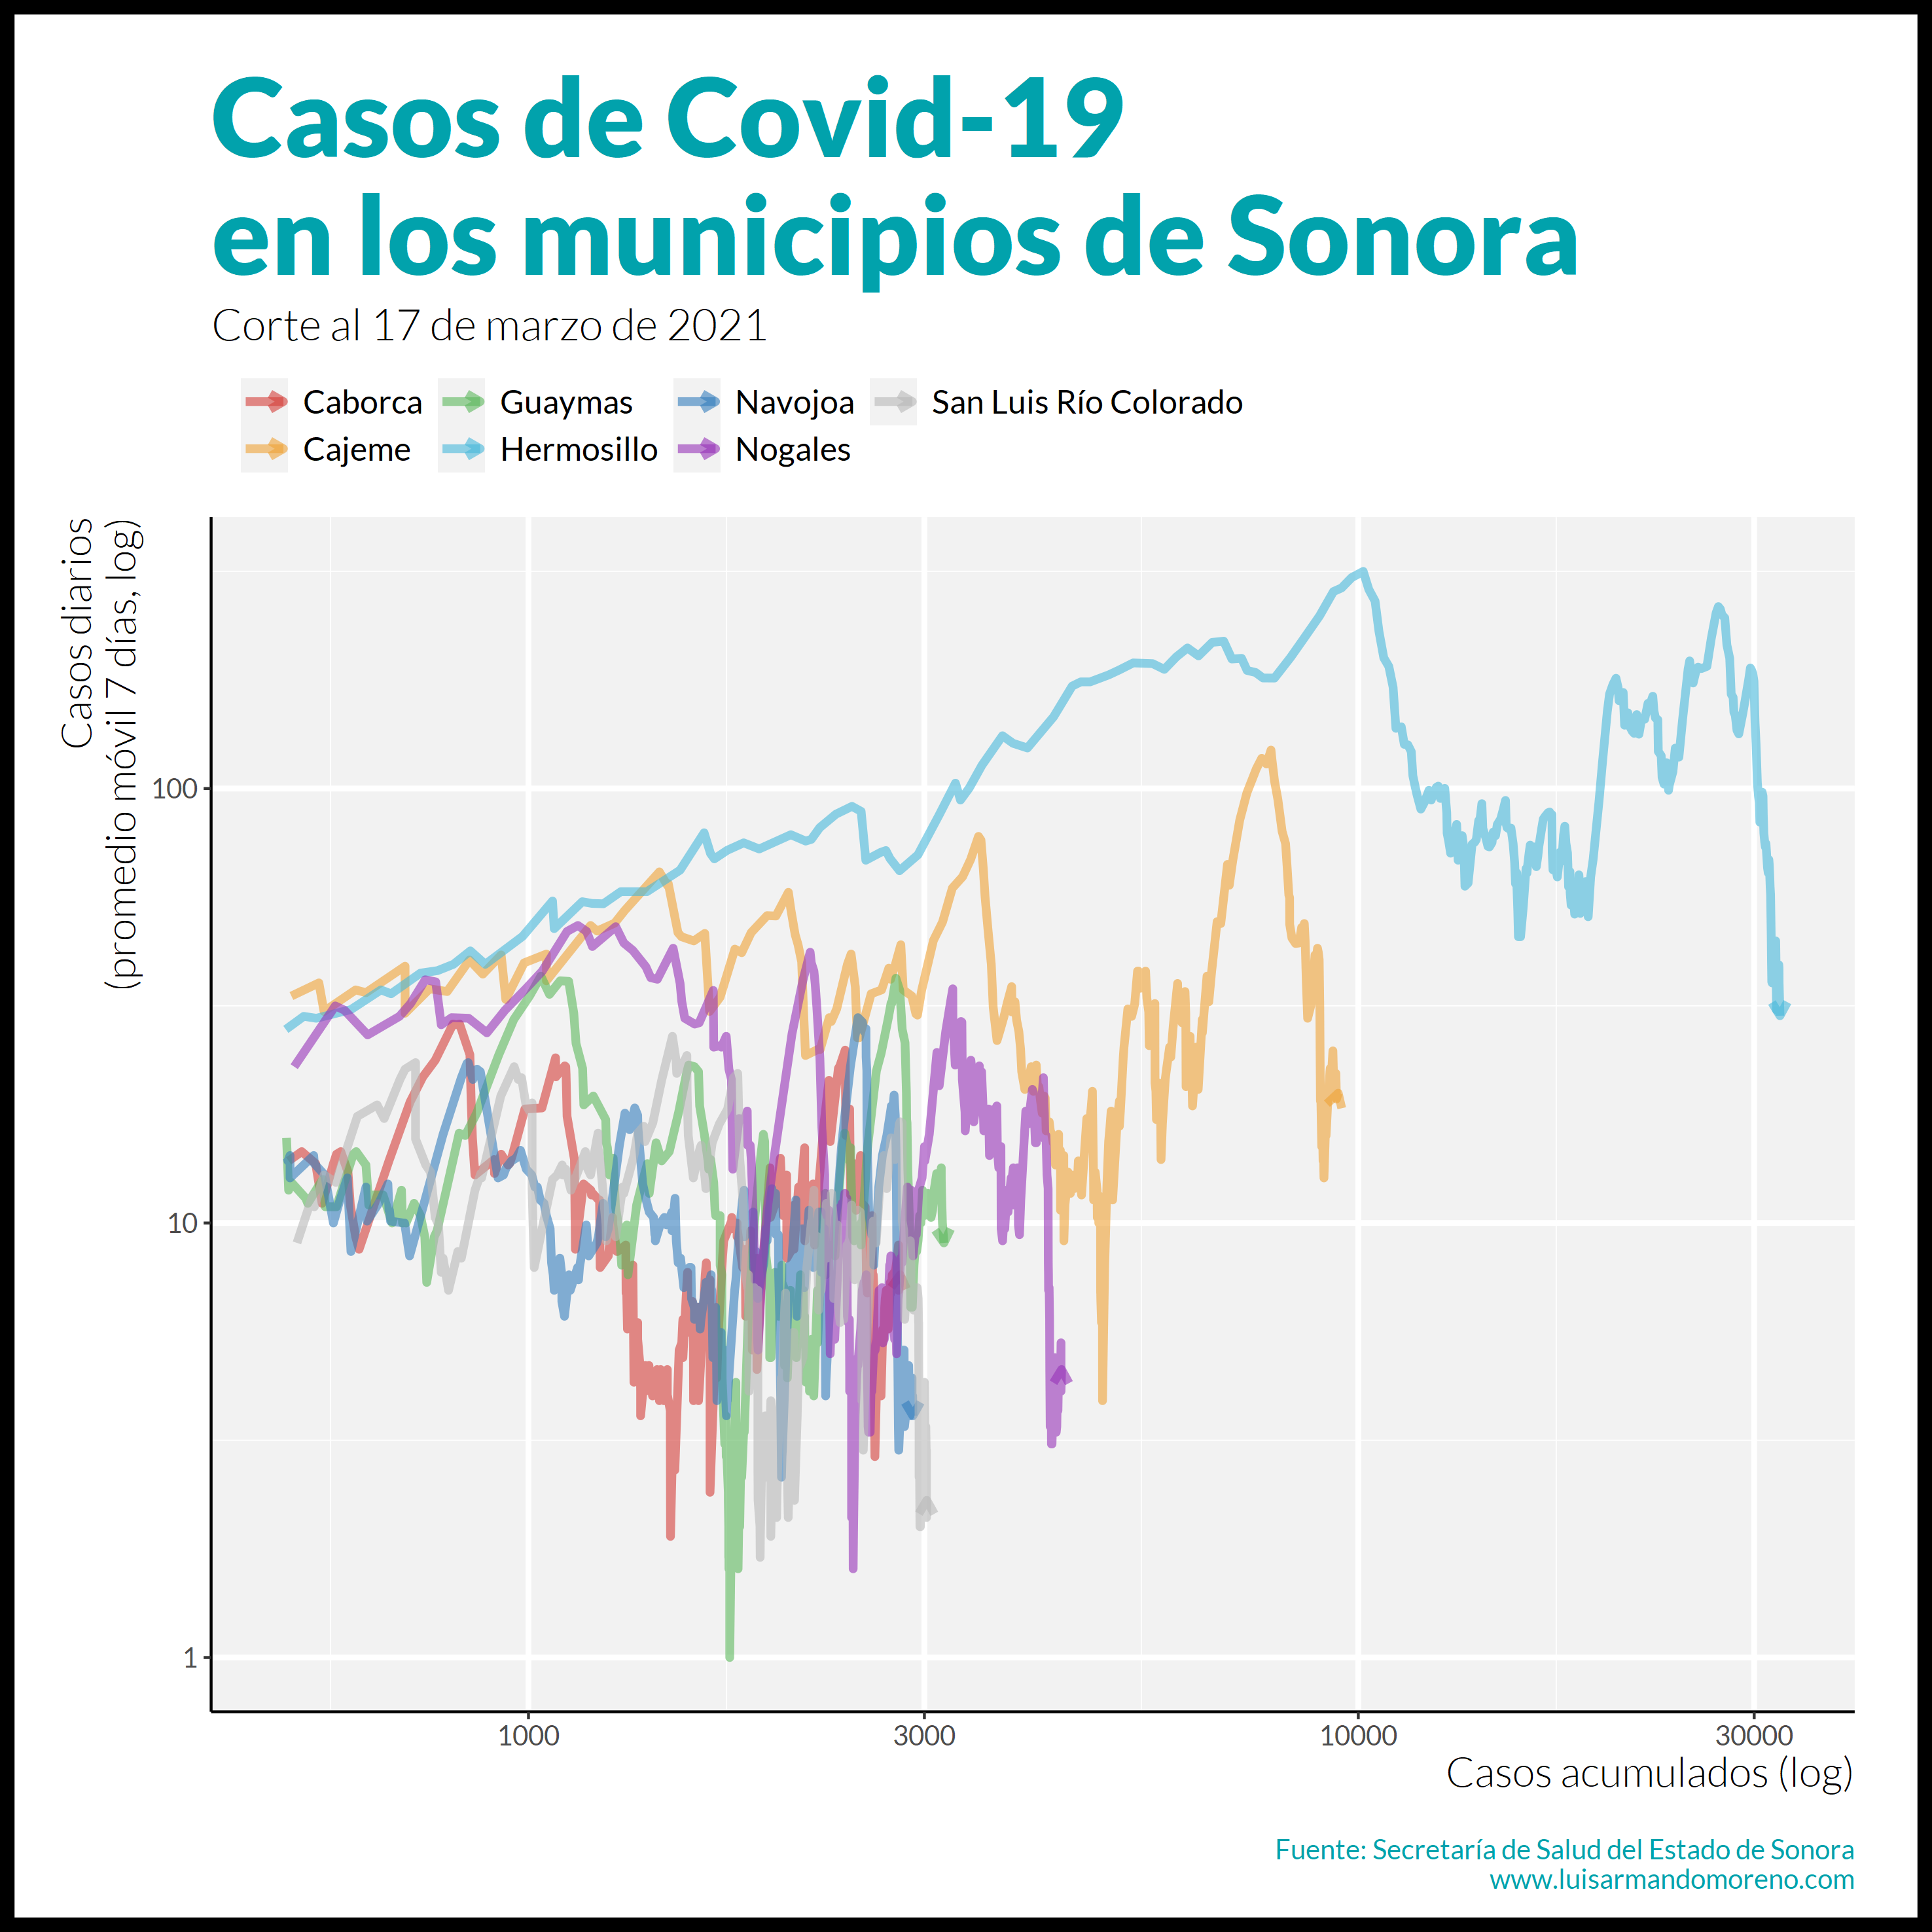 Casos de Covid-19
en los municipios de Sonora
Corte al 17 de marzo de 2021
Caborca
Guaymas
Navojoa
San Luis Río Colorado
Cajeme
Hermosillo
Nogales
Casos diarios
(promedio móvil 7 días, log)
100
10
1
1000
3000
10000
30000
Casos acumulados (log)
Fuente: Secretaría de Salud del Estado de Sonora
www.luisarmandomoreno.com